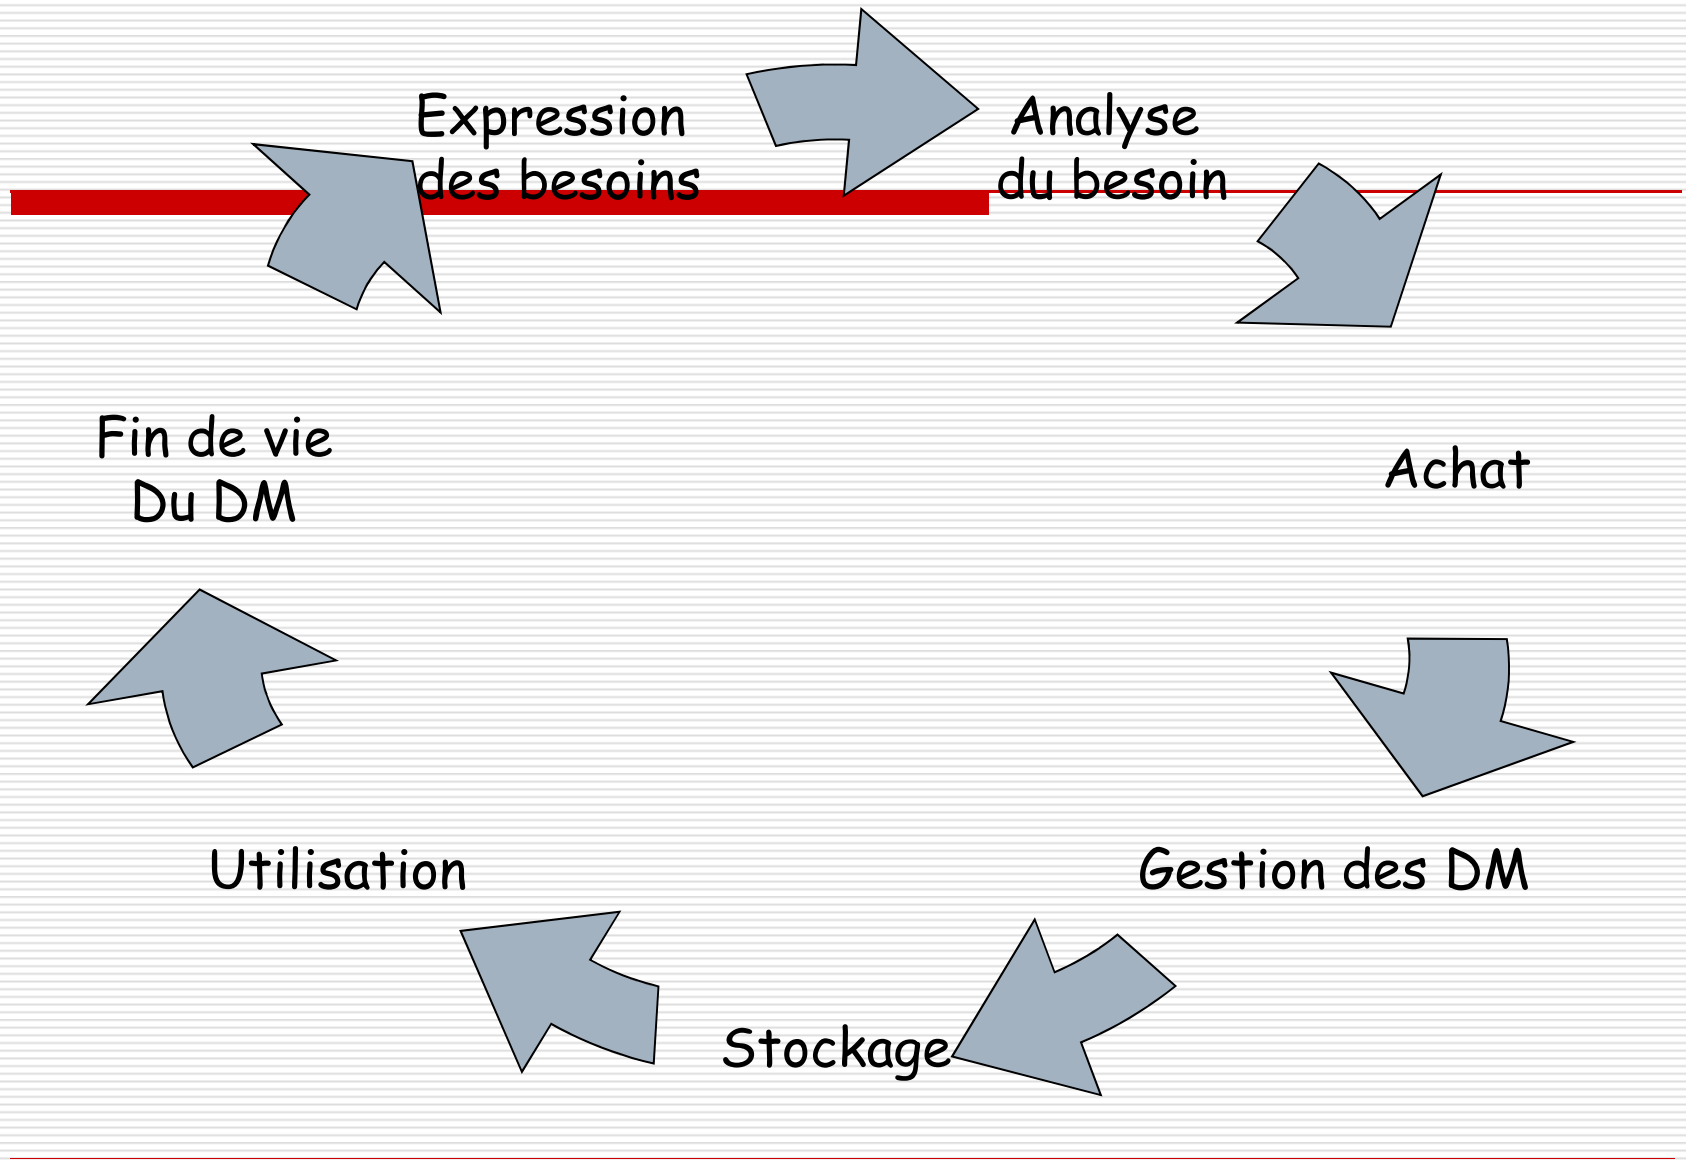 Expression
des besoins
Analyse
du besoin
Achat
Gestion des DM
Stockage
Utilisation
Fin de vie
Du DM